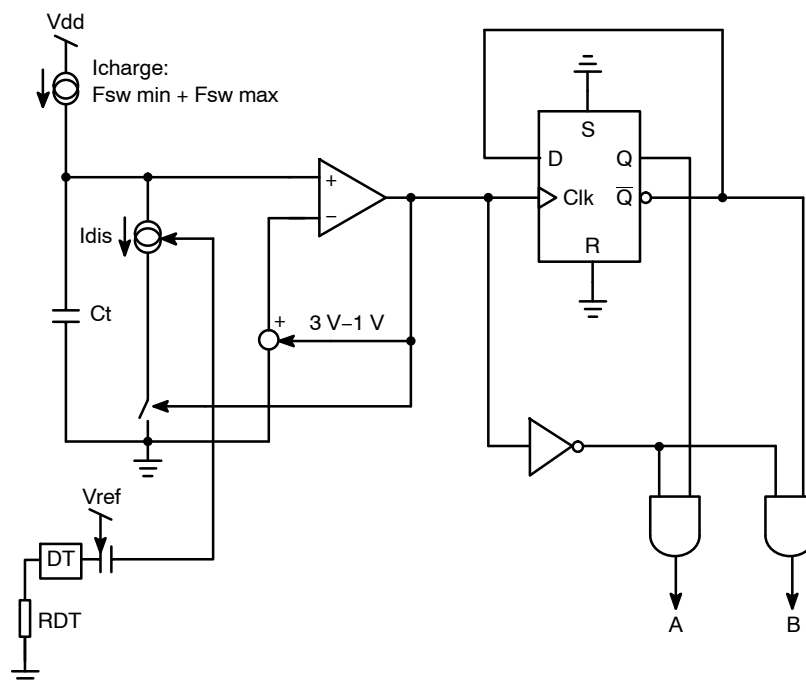 Vdd
Icharge:
Fsw min + Fsw max
S
D
Q
+
Clk
Q̅
−
Idis
R
Ct
+
3 V−1 V
Vref
DT
RDT
A
B